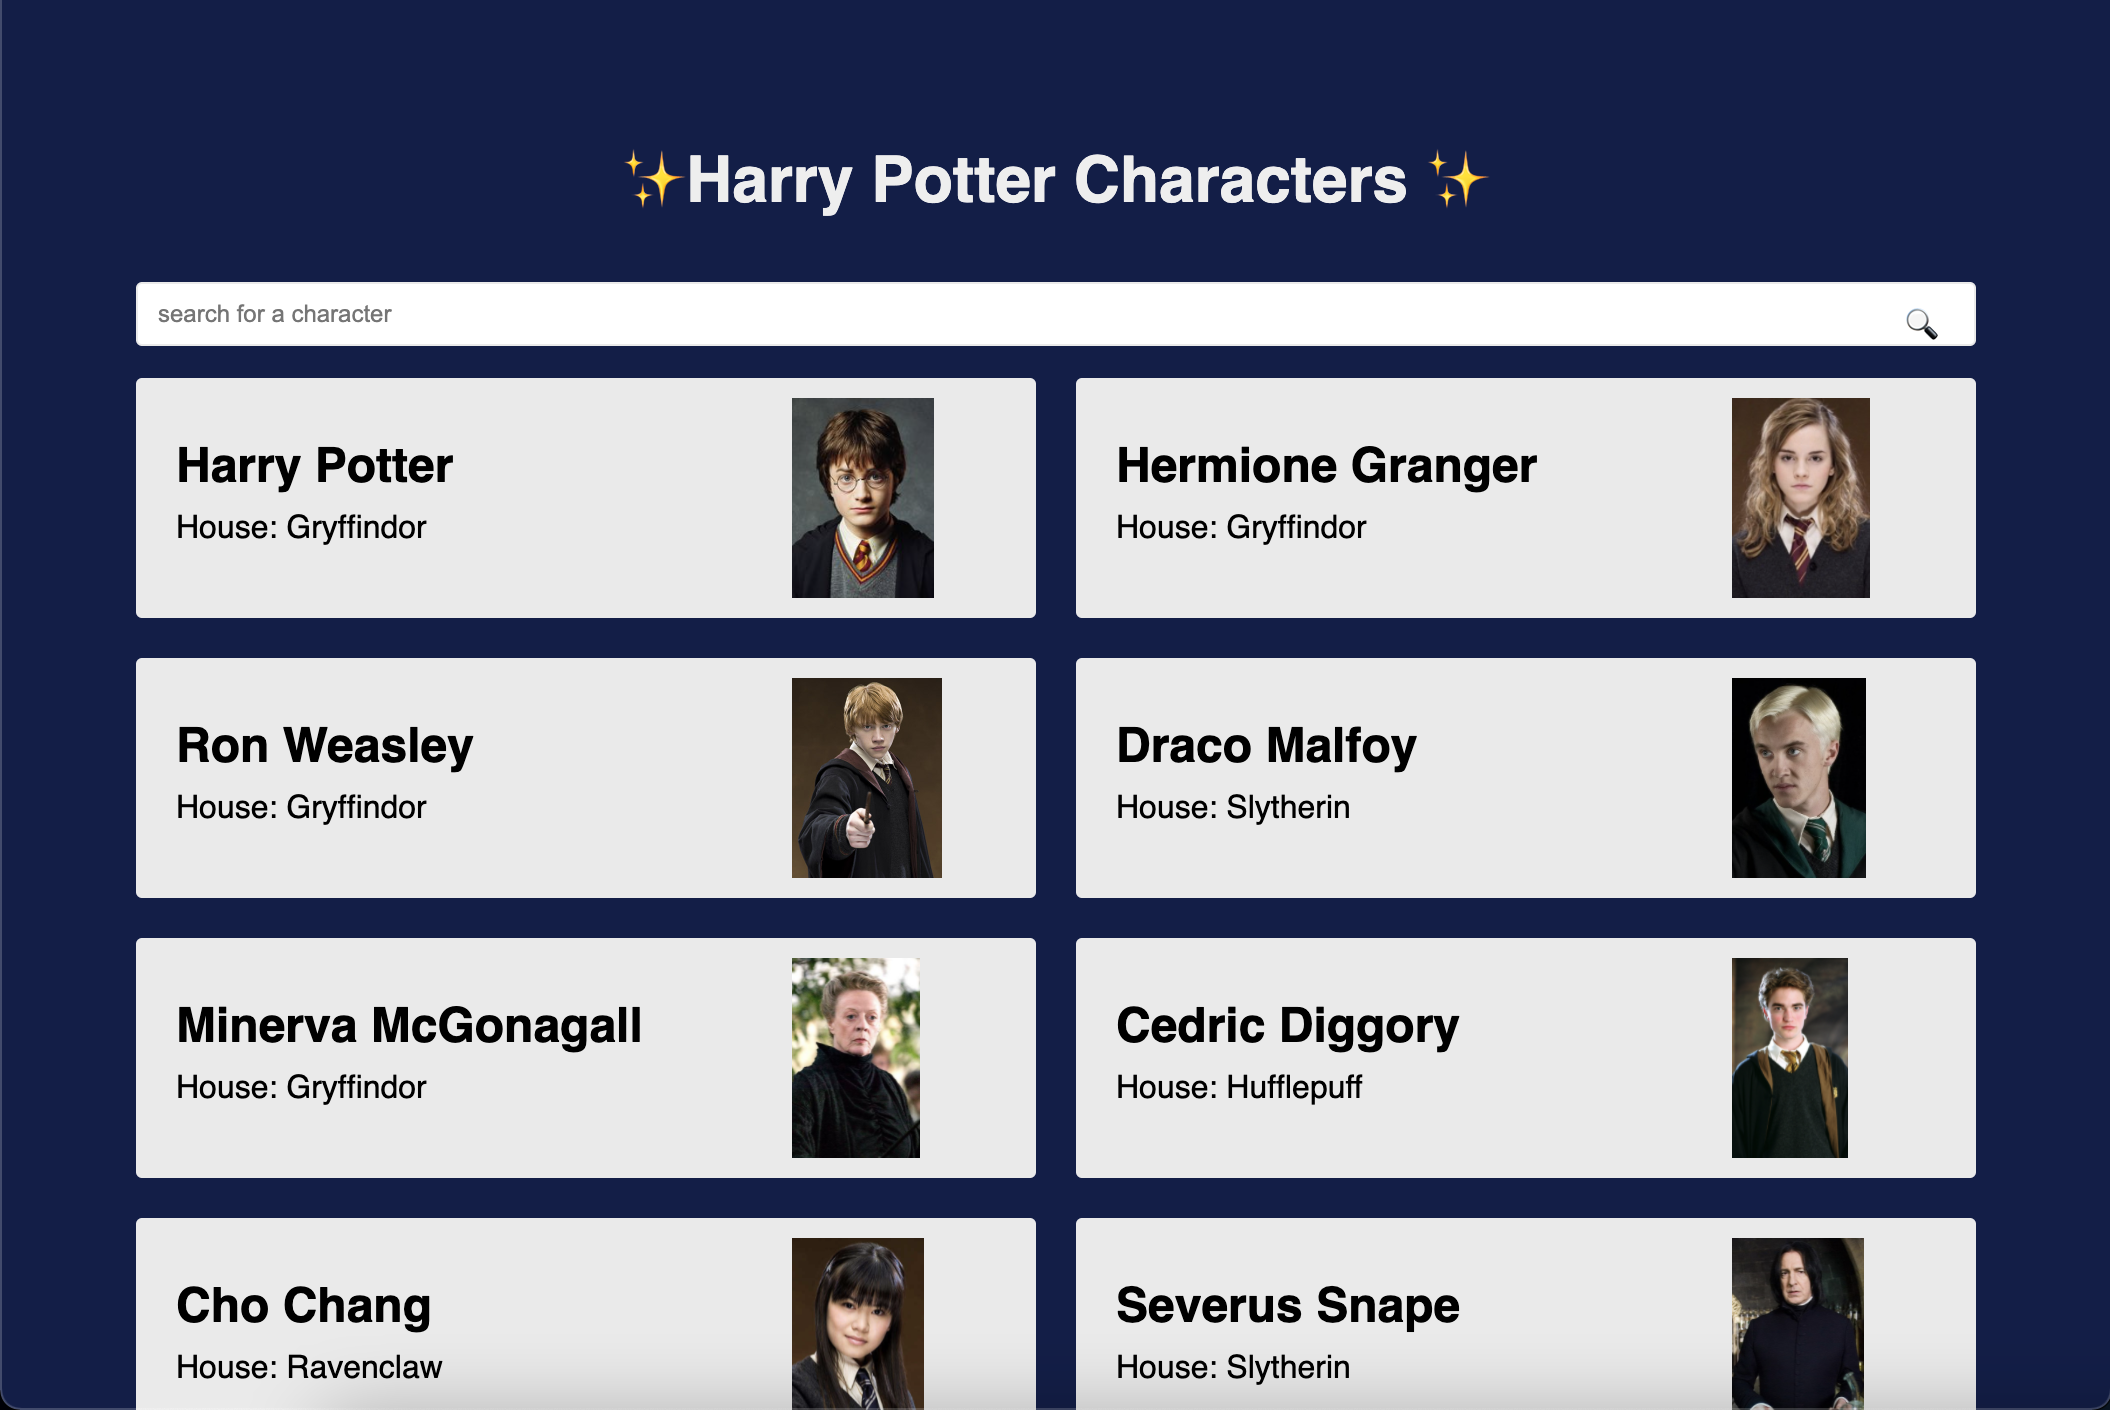 ✨Harry Potter Characters ✨
search for a character
Harry Potter
House: Gryffindor
Hermione Granger
House: Gryffindor
Ron Weasley
House: Gryffindor
Draco Malfoy
House: Slytherin
Minerva McGonagall
House: Gryffindor
Cedric Diggory
House: Hufflepuff
Cho Chang
House: Ravenclaw
Severus Snape
House: Slytherin